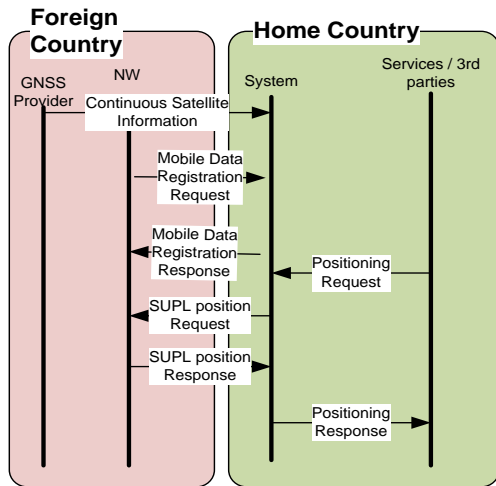 Foreign
Country
Home Country
GNSS
Provider
NW
System
Services / 3rd
parties
Continuous Satellite
Information
Mobile Data
Registration
Request
Mobile Data
Registration
Response
Positioning
Request
SUPL position
Request
SUPL position
Response
Positioning
Response